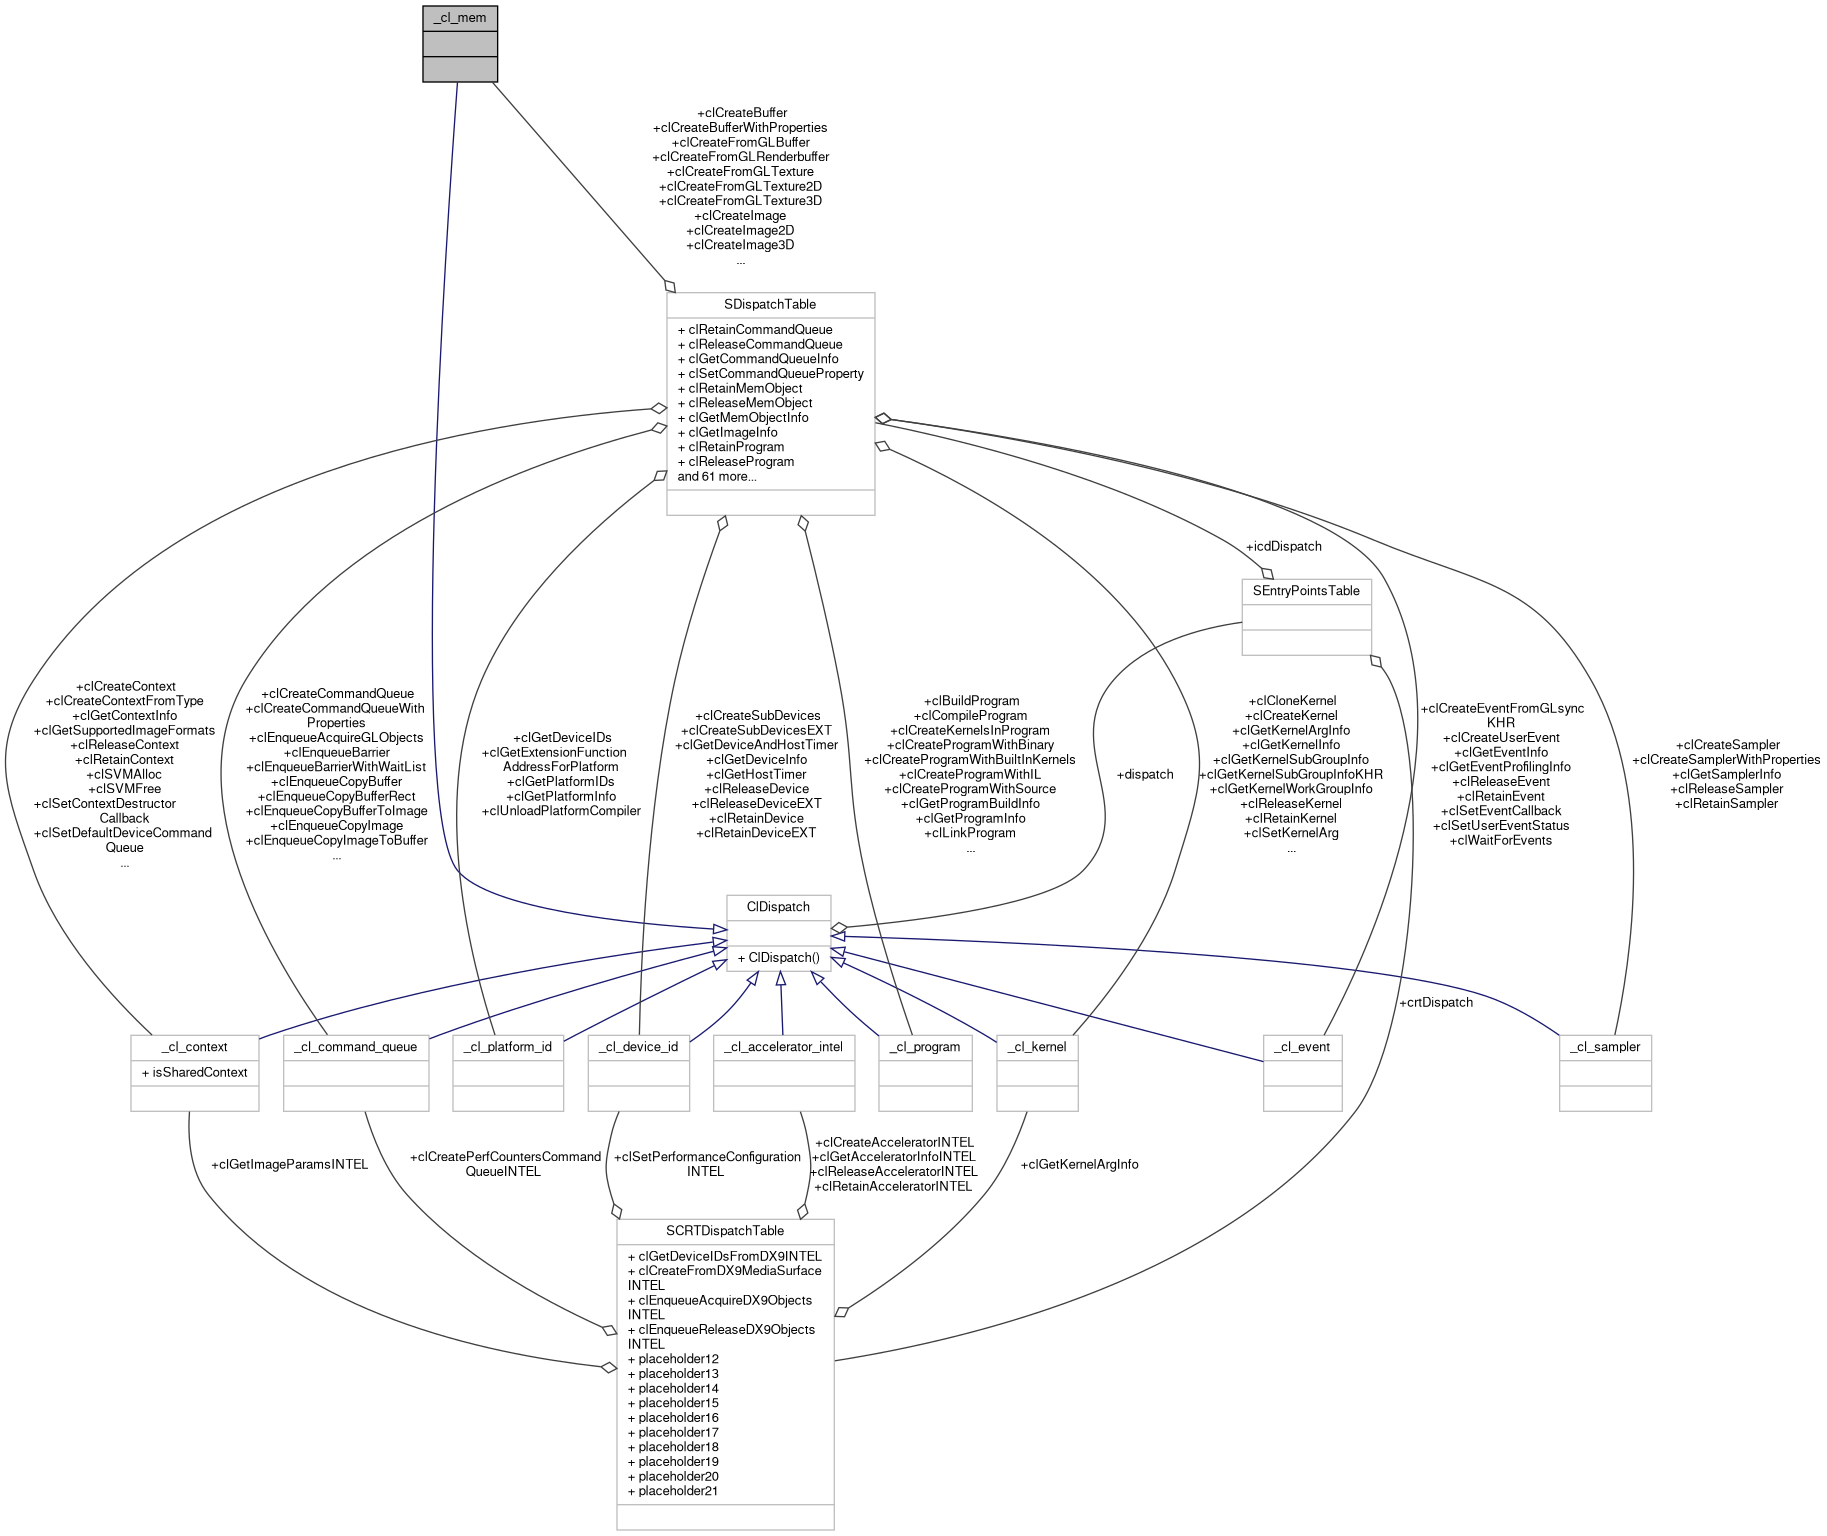 _cl_mem
+clCreateBuffer
+clCreateBufferWithProperties
+clCreateFromGLBuffer
+clCreateFromGLRenderbuffer
+clCreateFromGLTexture
+clCreateFromGLTexture2D
+clCreateFromGLTexture3D
+clCreateImage
+clCreateImage2D
+clCreateImage3D
...
SDispatchTable
+ clRetainCommandQueue
+ clReleaseCommandQueue
+ clGetCommandQueueInfo
+ clSetCommandQueueProperty
+ clRetainMemObject
+ clReleaseMemObject
+ clGetMemObjectInfo
+ clGetImageInfo
+ clRetainProgram
+ clReleaseProgram
and 61 more...
+icdDispatch
SEntryPointsTable
+clCreateContext
+clCreateContextFromType
+clGetContextInfo
+clGetSupportedImageFormats
+clReleaseContext
+clRetainContext
+clSVMAlloc
+clSVMFree
+clSetContextDestructor
Callback
+clSetDefaultDeviceCommand
Queue
...
+clCreateCommandQueue
+clCreateCommandQueueWith
Properties
+clEnqueueAcquireGLObjects
+clEnqueueBarrier
+clEnqueueBarrierWithWaitList
+clEnqueueCopyBuffer
+clEnqueueCopyBufferRect
+clEnqueueCopyBufferToImage
+clEnqueueCopyImage
+clEnqueueCopyImageToBuffer
...
+clGetDeviceIDs
+clGetExtensionFunction
AddressForPlatform
+clGetPlatformIDs
+clGetPlatformInfo
+clUnloadPlatformCompiler
+clCreateSubDevices
+clCreateSubDevicesEXT
+clGetDeviceAndHostTimer
+clGetDeviceInfo
+clGetHostTimer
+clReleaseDevice
+clReleaseDeviceEXT
+clRetainDevice
+clRetainDeviceEXT
+clBuildProgram
+clCompileProgram
+clCreateKernelsInProgram
+clCreateProgramWithBinary
+clCreateProgramWithBuiltInKernels
+clCreateProgramWithIL
+clCreateProgramWithSource
+clGetProgramBuildInfo
+clGetProgramInfo
+clLinkProgram
...
+dispatch
+clCloneKernel
+clCreateKernel
+clGetKernelArgInfo
+clGetKernelInfo
+clGetKernelSubGroupInfo
+clGetKernelSubGroupInfoKHR
+clGetKernelWorkGroupInfo
+clReleaseKernel
+clRetainKernel
+clSetKernelArg
...
+clCreateEventFromGLsync
KHR
+clCreateUserEvent
+clGetEventInfo
+clGetEventProfilingInfo
+clReleaseEvent
+clRetainEvent
+clSetEventCallback
+clSetUserEventStatus
+clWaitForEvents
+clCreateSampler
+clCreateSamplerWithProperties
+clGetSamplerInfo
+clReleaseSampler
+clRetainSampler
ClDispatch
+ ClDispatch()
+crtDispatch
_cl_context
+ isSharedContext
_cl_command_queue
_cl_platform_id
_cl_device_id
_cl_accelerator_intel
_cl_program
_cl_kernel
_cl_event
_cl_sampler
+clGetImageParamsINTEL
+clCreatePerfCountersCommand
QueueINTEL
+clSetPerformanceConfiguration
INTEL
+clCreateAcceleratorINTEL
+clGetAcceleratorInfoINTEL
+clReleaseAcceleratorINTEL
+clRetainAcceleratorINTEL
+clGetKernelArgInfo
SCRTDispatchTable
+ clGetDeviceIDsFromDX9INTEL
+ clCreateFromDX9MediaSurface
INTEL
+ clEnqueueAcquireDX9Objects
INTEL
+ clEnqueueReleaseDX9Objects
INTEL
+ placeholder12
+ placeholder13
+ placeholder14
+ placeholder15
+ placeholder16
+ placeholder17
+ placeholder18
+ placeholder19
+ placeholder20
+ placeholder21